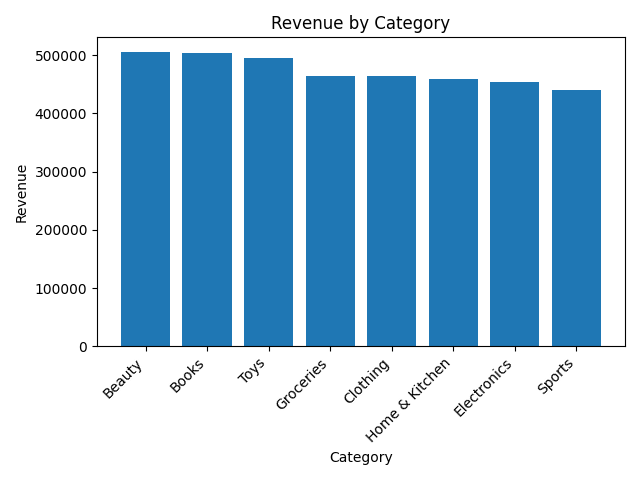 Revenue by Category
Revenue
500000
400000
300000
200000
100000
0
Beauty
Books
Toys
Groceries
Clothing
Home & Kitchen
Electronics
Sports
Category